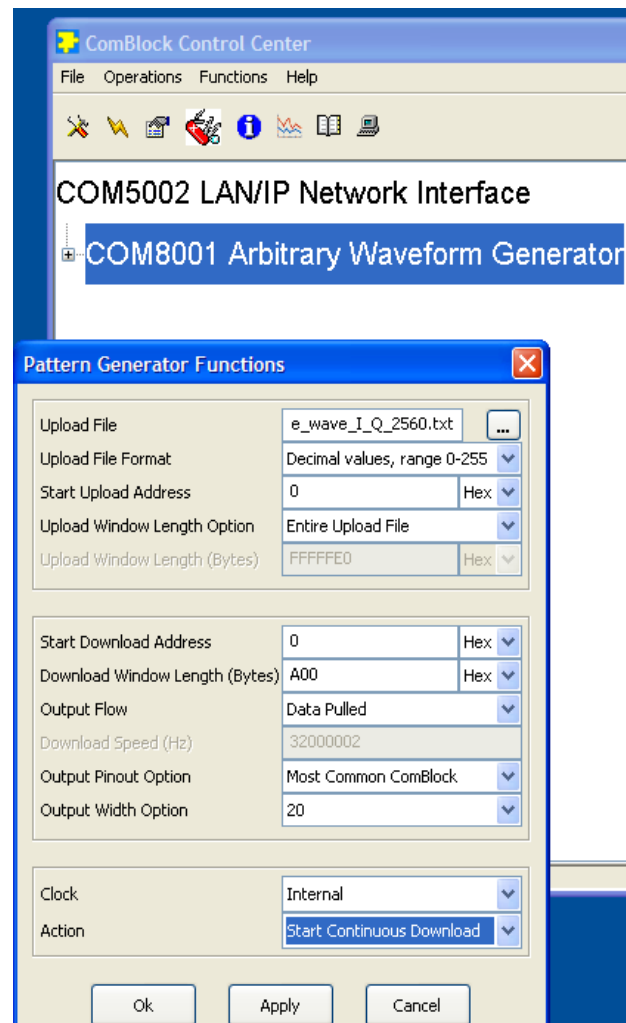 ComBlock Control Center
File Operations Functions Help
COM5002 LAN/IP Network Interface
COM8001 Arbitrary Waveform Generator
Pattern Generator Functions
Upload File e_wave_I_Q_2560.txt ...
Upload File Format Decimal values, range 0-255
Start Upload Address 0 Hex
Upload Window Length Option Entire Upload File
Upload Window Length (Bytes) FFFFFE0 Hex
Start Download Address 0 Hex
Download Window Length (Bytes) A00 Hex
Output Flow Data Pulled
Download Speed (Hz) 32000002
Output Pinout Option Most Common ComBlock
Output Width Option 20
Clock Internal
Action Start Continuous Download
Ok Apply Cancel